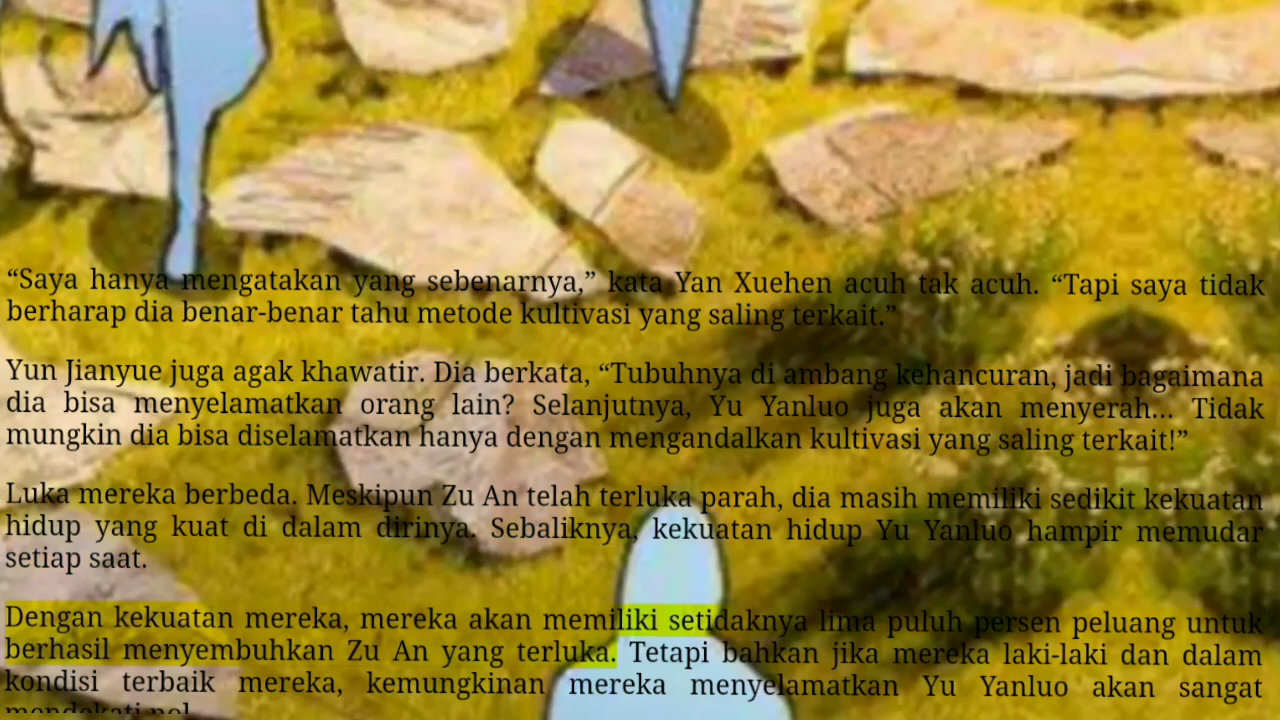 “Saya hanya mengatakan yang sebenarnya,” kata Yan Xuehen acuh tak acuh. “Tapi saya tidak
berharap dia benar-benar tahu metode kultivasi yang saling terkait.”
Yun Jianyue juga agak khawatir. Dia berkata, “Tubuhnya di ambang kehancuran, jadi bagaimana
dia bisa menyelamatkan orang lain? Selanjutnya, Yu Yanluo juga akan menyerah... Tidak
mungkin dia bisa diselamatkan hanya dengan mengandalkan kultivasi yang saling terkait!”
Luka mereka berbeda. Meskipun Zu An telah terluka parah, dia masih memiliki sedikit kekuatan
hidup yang kuat di dalam dirinya. Sebaliknya, kekuatan hidup Yu Yanluo hampir memudar
setiap saat.
Dengan kekuatan mereka, mereka akan memiliki setidaknya lima puluh persen peluang untuk
berhasil menyembuhkan Zu An yang terluka. Tetapi bahkan jika mereka laki-laki dan dalam
kondisi terbaik mereka, kemungkinan mereka menyelamatkan Yu Yanluo akan sangat
mendekati nol.